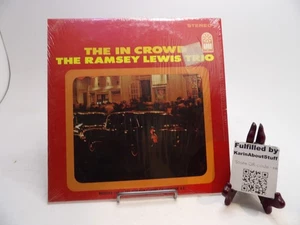 STEREO
THE IN CROWD
THE RAMSEY LEWIS TRIO
Fulfilled by
KarinAboutStuff